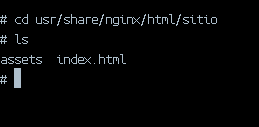 # cd usr/share/nginx/html/sitio
# ls
assets  index.html
#